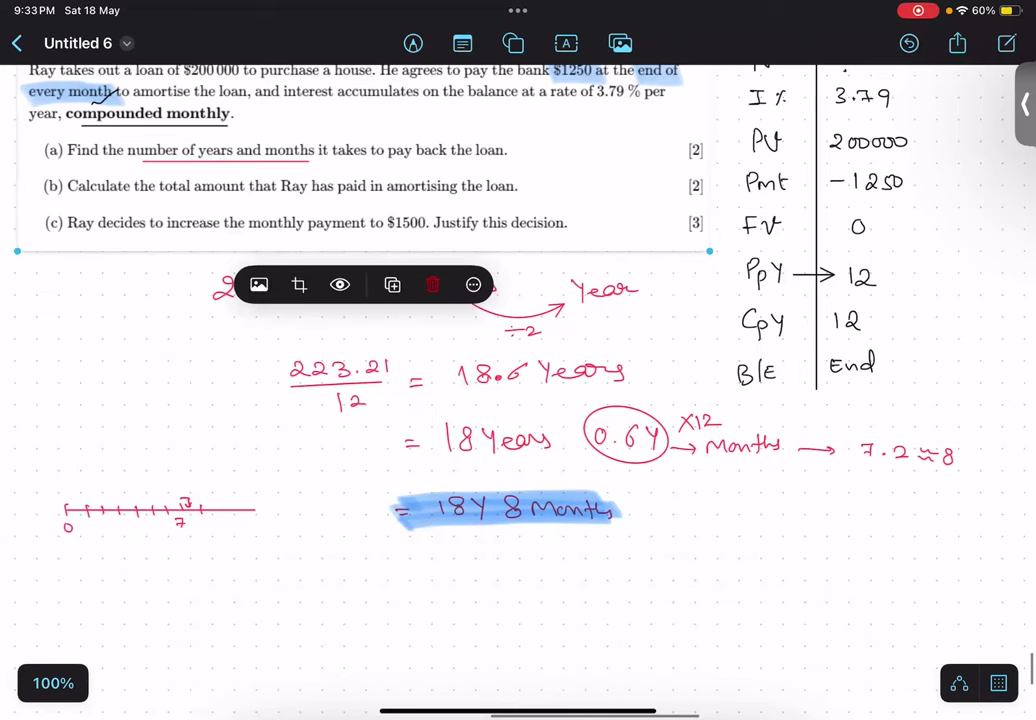 9:33 PM Sat 18 May
60%
Untitled 6
Ray takes out a loan of $200 000 to purchase a house. He agrees to pay the bank $1250 at the end of
every month to amortise the loan, and interest accumulates on the balance at a rate of 3.79 % per
year, compounded monthly.
(a) Find the number of years and months it takes to pay back the loan. [2]
(b) Calculate the total amount that Ray has paid in amortising the loan. [2]
(c) Ray decides to increase the monthly payment to $1500. Justify this decision. [3]
I % 3.79
PV 200000
Pmt -1250
FV 0
PpY → 12
CpY 12
B/E End
2
Year
÷2
223.21 / 12 = 18.6 Years
= 18 Years 0.6Y ×12 → Months → 7.2 ≈ 8
= 18Y 8 Months
0 7
100%